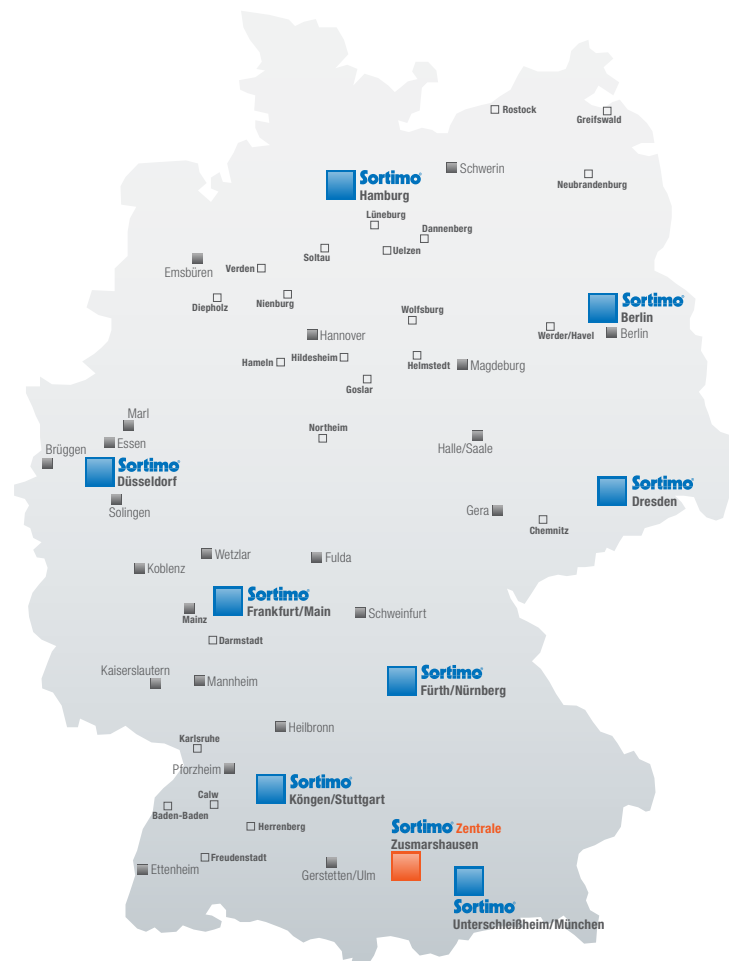 Rostock
Greifswald
Schwerin
Neubrandenburg
Sortimo®
Hamburg
Lüneburg
Dannenberg
Uelzen
Soltau
Verden
Emsbüren
Diepholz
Nienburg
Wolfsburg
Sortimo®
Berlin
Berlin
Werder/Havel
Hannover
Hameln
Hildesheim
Helmstedt
Magdeburg
Goslar
Northeim
Halle/Saale
Marl
Essen
Brüggen
Sortimo®
Düsseldorf
Solingen
Sortimo®
Dresden
Gera
Chemnitz
Wetzlar
Fulda
Koblenz
Sortimo®
Frankfurt/Main
Mainz
Schweinfurt
Darmstadt
Kaiserslautern
Mannheim
Sortimo®
Fürth/Nürnberg
Heilbronn
Karlsruhe
Pforzheim
Sortimo®
Köngen/Stuttgart
Calw
Baden-Baden
Herrenberg
Sortimo® Zentrale
Zusmarshausen
Freudenstadt
Ettenheim
Gerstetten/Ulm
Sortimo®
Unterschleißheim/München